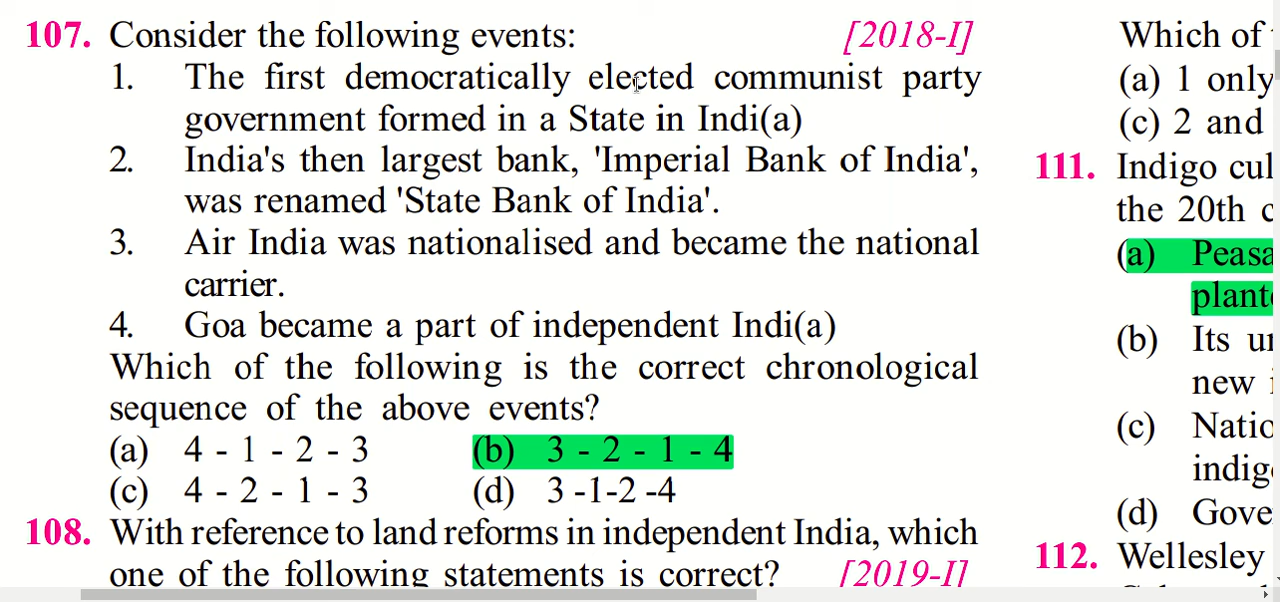 107. Consider the following events: [2018-I]
1. The first democratically elected communist party
government formed in a State in Indi(a)
2. India's then largest bank, 'Imperial Bank of India',
was renamed 'State Bank of India'.
3. Air India was nationalised and became the national
carrier.
4. Goa became a part of independent Indi(a)
Which of the following is the correct chronological
sequence of the above events?
(a) 4 - 1 - 2 - 3 (b) 3 - 2 - 1 - 4
(c) 4 - 2 - 1 - 3 (d) 3 -1-2 -4
108. With reference to land reforms in independent India, which
one of the following statements is correct? [2019-I]
Which of
(a) 1 only
(c) 2 and
111. Indigo cul
the 20th c
(a) Peasa
plant
(b) Its
new
(c) Natio
indig
(d) Gove
112. Wellesley